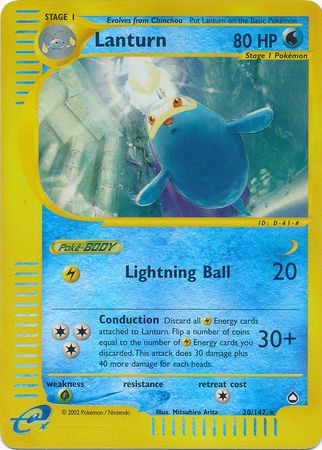 STAGE 1
Evolves from Chinchou Put Lanturn on the Basic Pokémon
Lanturn 80 HP
Stage 1 Pokémon
ID: D-41-#
Poké-BODY
Lightning Ball 20
Conduction Discard all Energy cards
attached to Lanturn. Flip a number of coins
equal to the number of Energy cards
you discarded. This attack does 30 damage plus
40 more damage for each heads.
30+
weakness resistance retreat cost
e
© 2002 Pokémon / Nintendo Illus. Mitsuhiro Arita 20/147 ★